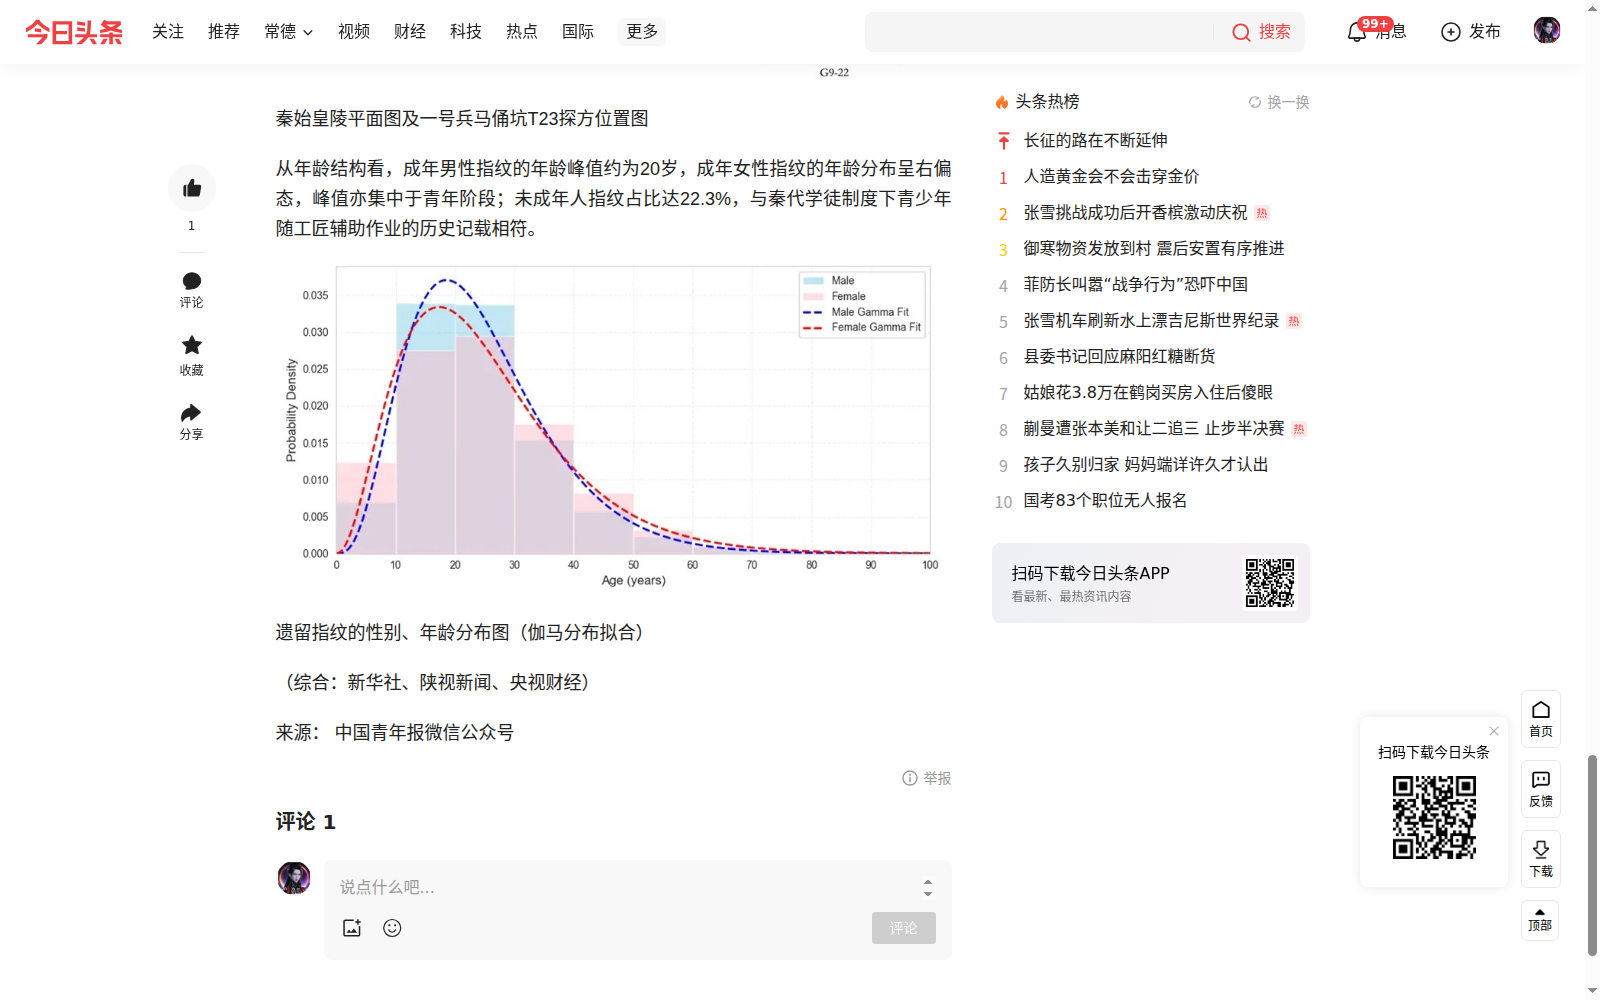 今日头条
关注
推荐
常德
视频
财经
科技
热点
国际
更多
搜索
99+
消息
发布
G9-22
秦始皇陵平面图及一号兵马俑坑T23探方位置图
从年龄结构看，成年男性指纹的年龄峰值约为20岁，成年女性指纹的年龄分布呈右偏
态，峰值亦集中于青年阶段；未成年人指纹占比达22.3%，与秦代学徒制度下青少年
随工匠辅助作业的历史记载相符。
1
评论
收藏
分享
Male
Female
Male Gamma Fit
Female Gamma Fit
Probability Density
0.035
0.030
0.025
0.020
0.015
0.010
0.005
0.000
0 10 20 30 40 50 60 70 80 90 100
Age (years)
遗留指纹的性别、年龄分布图（伽马分布拟合）
（综合：新华社、陕视新闻、央视财经）
来源： 中国青年报微信公众号
举报
评论 1
说点什么吧...
评论
头条热榜
换一换
长征的路在不断延伸
1 人造黄金会不会击穿金价
2 张雪挑战成功后开香槟激动庆祝 热
3 御寒物资发放到村 震后安置有序推进
4 菲防长叫嚣“战争行为”恐吓中国
5 张雪机车刷新水上漂吉尼斯世界纪录 热
6 县委书记回应麻阳红糖断货
7 姑娘花3.8万在鹤岗买房入住后傻眼
8 蒯曼遭张本美和让二追三 止步半决赛 热
9 孩子久别归家 妈妈端详许久才认出
10 国考83个职位无人报名
扫码下载今日头条APP
看最新、最热资讯内容
扫码下载今日头条
首页
反馈
下载
顶部